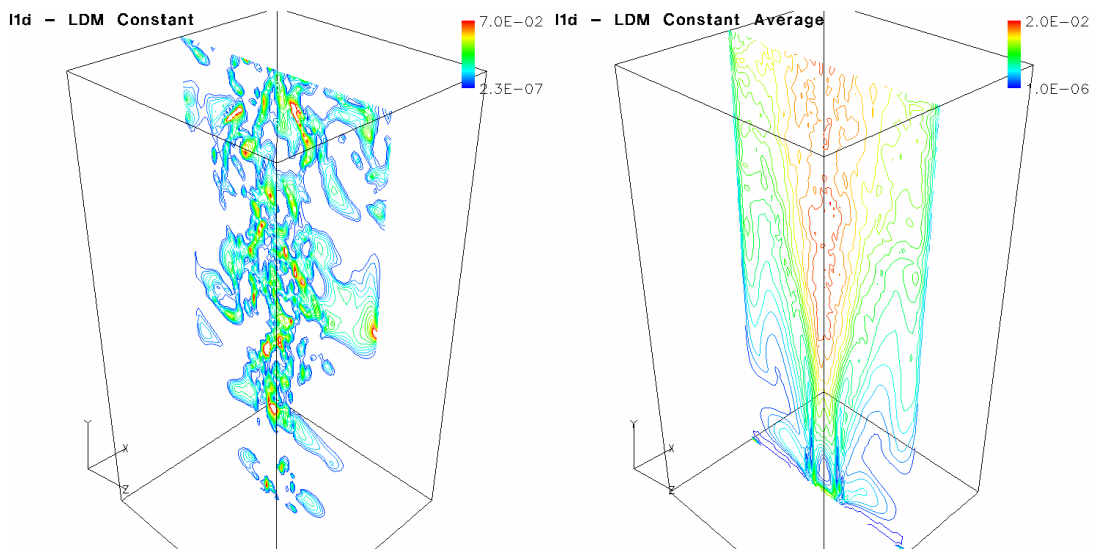 l1d - LDM Constant
7.0E-02
2.3E-07
Y
X
Z
l1d - LDM Constant Average
2.0E-02
1.0E-06
Y
X
Z